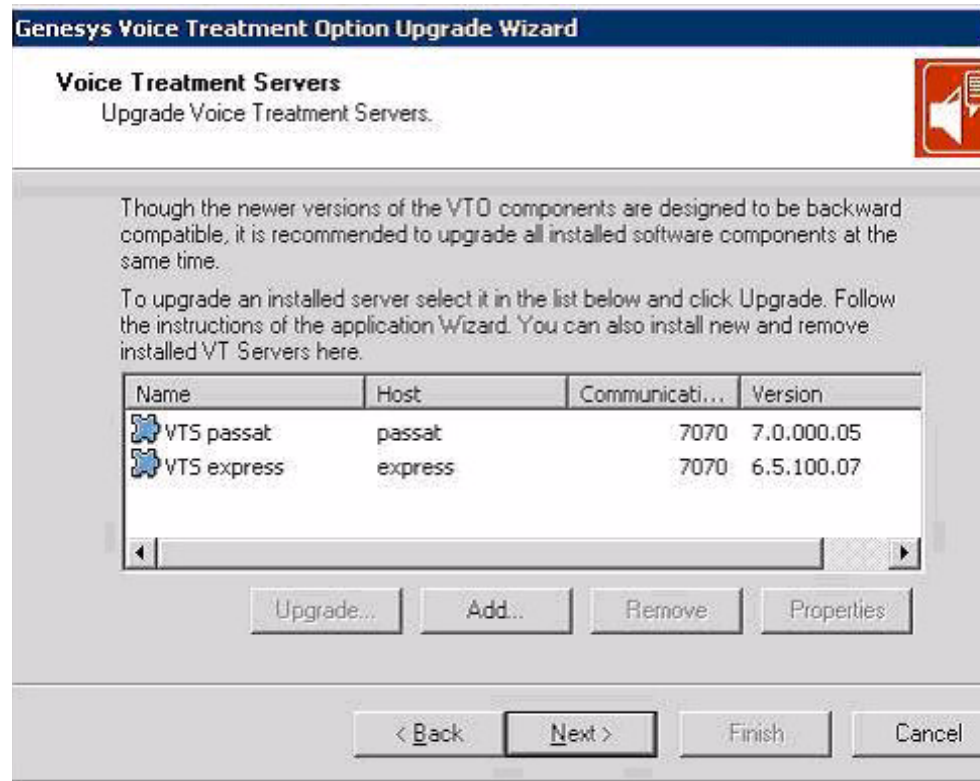 Genesys Voice Treatment Option Upgrade Wizard
Voice Treatment Servers
Upgrade Voice Treatment Servers.
Though the newer versions of the VTO components are designed to be backward
compatible, it is recommended to upgrade all installed software components at the
same time.
To upgrade an installed server select it in the list below and click Upgrade. Follow
the instructions of the application Wizard. You can also install new and remove
installed VT Servers here.
Name Host Communicati... Version
VTS passat passat 7070 7.0.000.05
VTS express express 7070 6.5.100.07
Upgrade... Add... Remove Properties
< Back Next > Finish Cancel